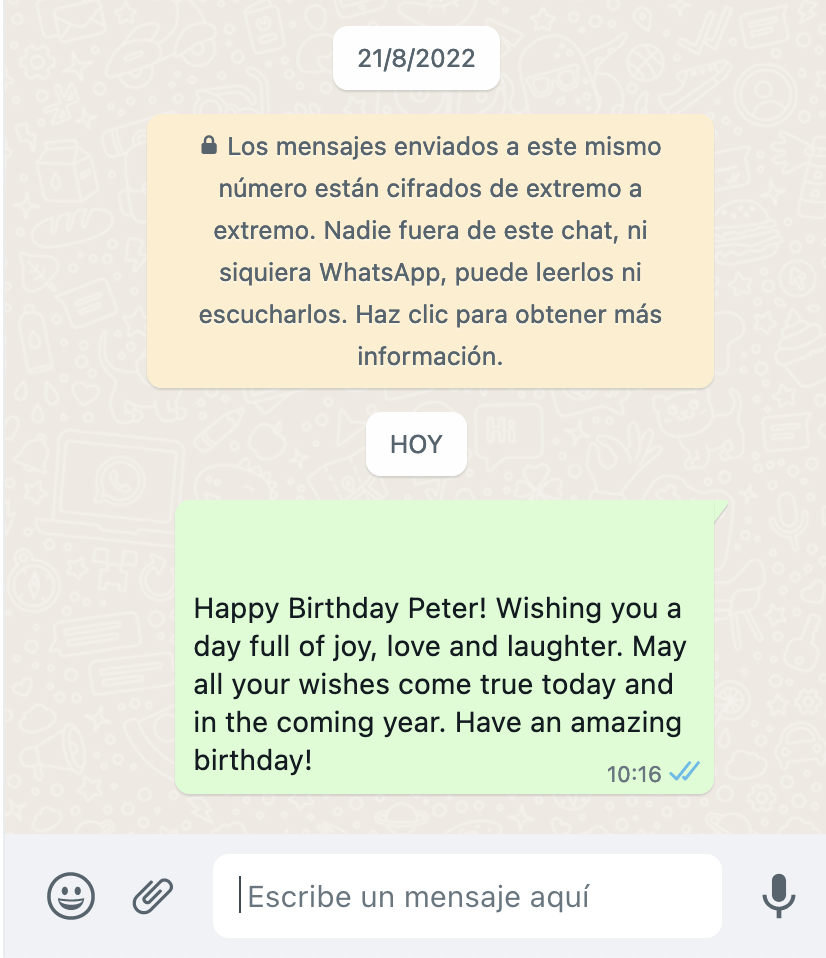 21/8/2022
Los mensajes enviados a este mismo
número están cifrados de extremo a
extremo. Nadie fuera de este chat, ni
siquiera WhatsApp, puede leerlos ni
escucharlos. Haz clic para obtener más
información.
HOY
Happy Birthday Peter! Wishing you a
day full of joy, love and laughter. May
all your wishes come true today and
in the coming year. Have an amazing
birthday!
10:16
Escribe un mensaje aquí